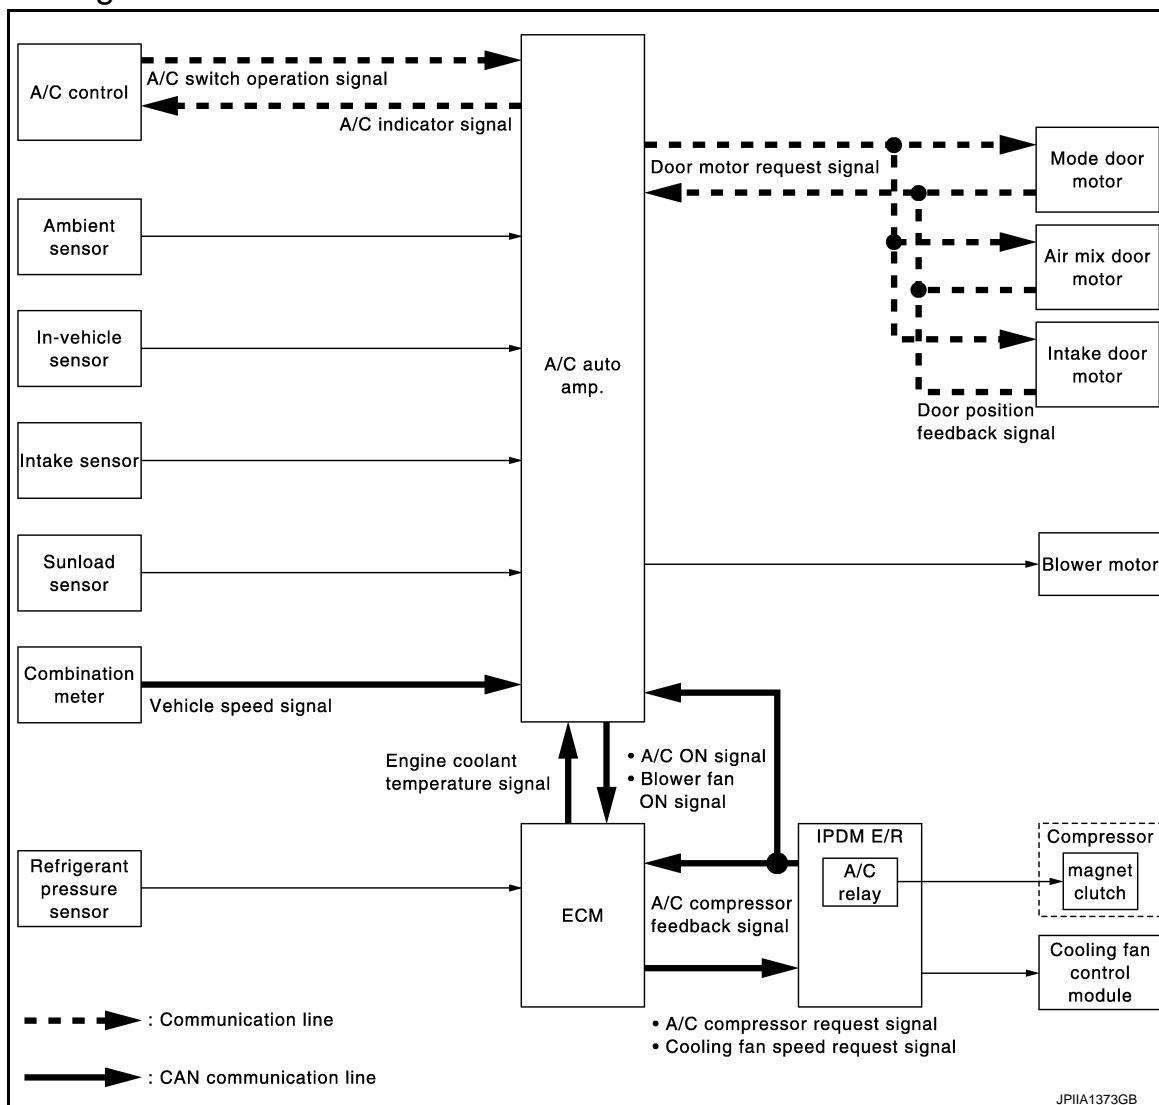 A/C control
A/C switch operation signal
A/C indicator signal
Ambient
sensor
In-vehicle
sensor
Intake sensor
Sunload
sensor
Combination
meter
Vehicle speed signal
A/C auto
amp.
Door motor request signal
Mode door
motor
Air mix door
motor
Intake door
motor
Door position
feedback signal
Blower motor
Engine coolant
temperature signal
• A/C ON signal
• Blower fan
ON signal
Refrigerant
pressure
sensor
ECM
A/C compressor
feedback signal
IPDM E/R
A/C
relay
Compressor
magnet
clutch
Cooling fan
control
module
• A/C compressor request signal
• Cooling fan speed request signal
: Communication line
: CAN communication line
JPIIA1373GB